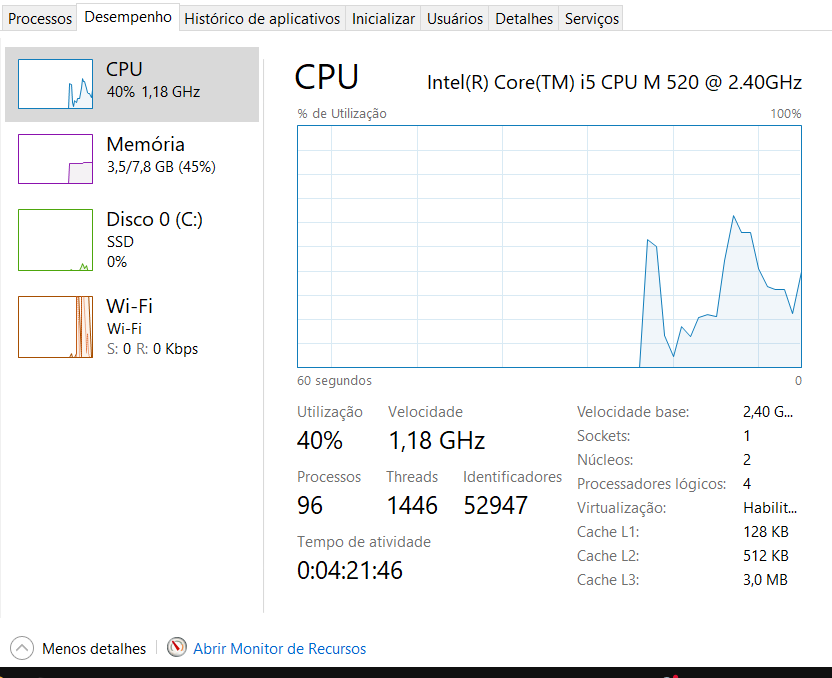 Processos Desempenho Histórico de aplicativos Inicializar Usuários Detalhes Serviços
CPU
40% 1,18 GHz
Memória
3,5/7,8 GB (45%)
Disco 0 (C:)
SSD
0%
Wi-Fi
Wi-Fi
S: 0 R: 0 Kbps
CPU Intel(R) Core(TM) i5 CPU M 520 @ 2.40GHz
% de Utilização 100%
60 segundos 0
Utilização Velocidade
40% 1,18 GHz
Processos Threads Identificadores
96 1446 52947
Tempo de atividade
0:04:21:46
Velocidade base: 2,40 G...
Sockets: 1
Núcleos: 2
Processadores lógicos: 4
Virtualização: Habilit...
Cache L1: 128 KB
Cache L2: 512 KB
Cache L3: 3,0 MB
Menos detalhes Abrir Monitor de Recursos